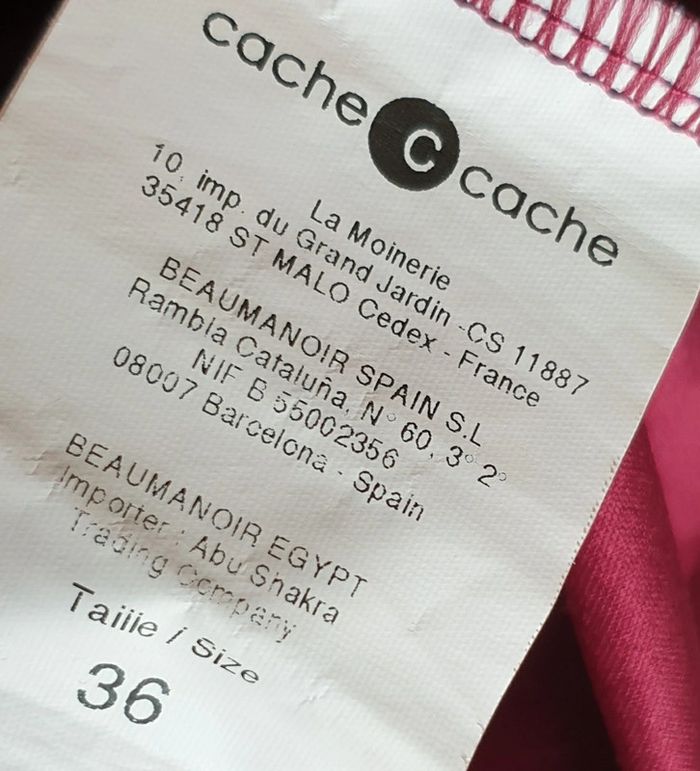 cache C cache
La Moinerie
10, imp. du Grand Jardin -CS 11887
35418 ST MALO Cedex - France
BEAUMANOIR SPAIN S.L
Rambla Cataluña, N° 60, 3° 2°
NIF B 55002356
08007 Barcelona - Spain
BEAUMANOIR EGYPT
Importer : Abu Shakra
Trading Company
Taille / Size
36